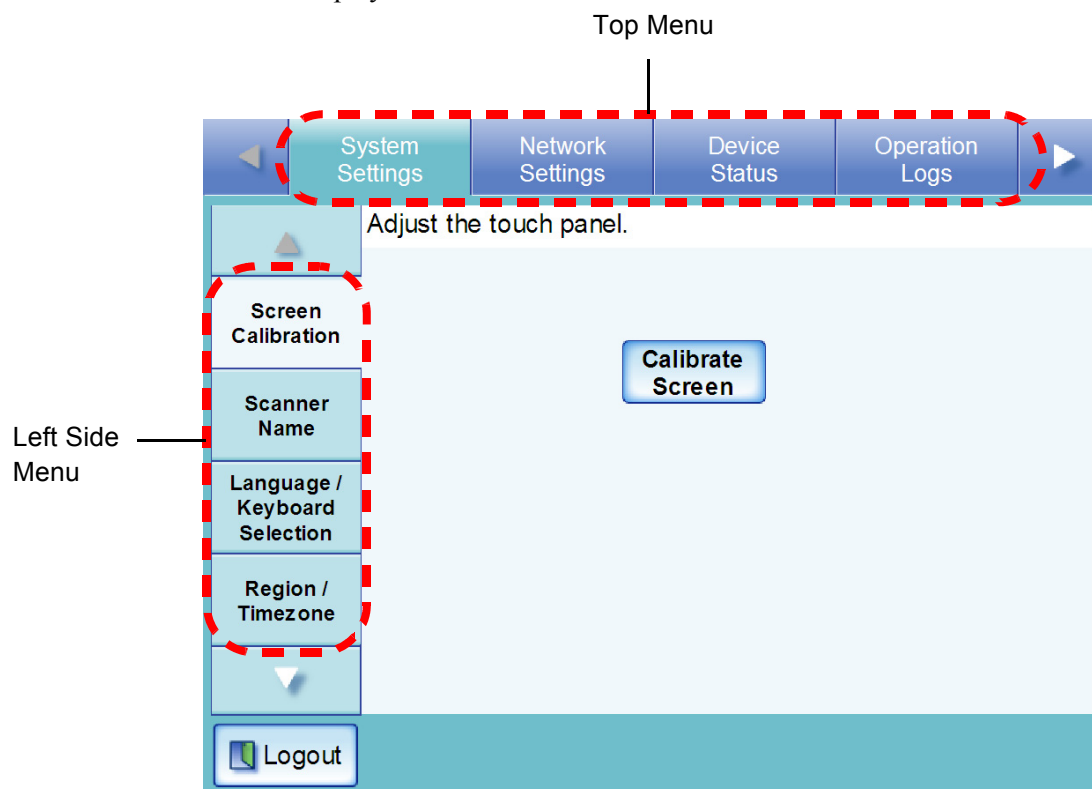 Top Menu
System
Settings
Network
Settings
Device
Status
Operation
Logs
Adjust the touch panel.
Screen
Calibration
Calibrate
Screen
Scanner
Name
Left Side
Menu
Language /
Keyboard
Selection
Region /
Timezone
Logout